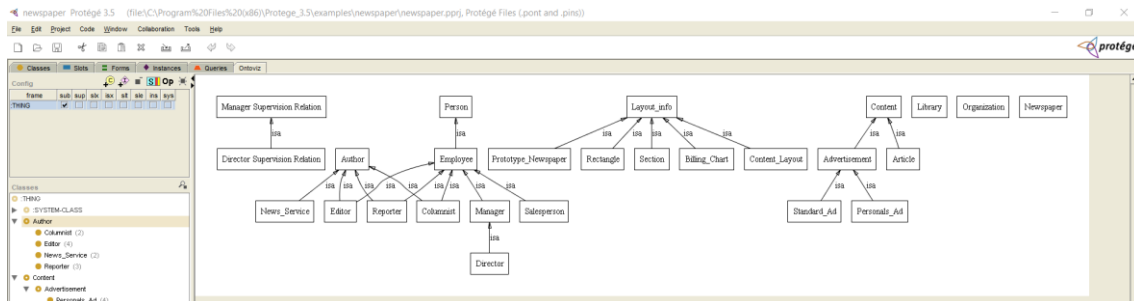 newspaper Protégé 3.5 (file:\C:\Program%20Files%20(x86)\Protege_3.5\examples\newspaper\newspaper.pprj, Protégé Files (.pont and .pins))
File Edit Project Code Window Collaboration Tools Help
protégé
Classes Slots Forms Instances Queries Ontoviz
Config C I S Op
frame sub sup slx isx slt sle ins sys
:THING
Manager Supervision Relation Person Layout_info Content Library Organization Newspaper
isa isa isa isa isa isa isa isa isa
Director Supervision Relation Author Employee Prototype_Newspaper Rectangle Section Billing_Chart Content_Layout Advertisement Article
isa isa isa isa isa isa isa isa isa isa isa
News_Service Editor Reporter Columnist Manager Salesperson Standard_Ad Personals_Ad
isa
Director
Classes
:THING
:SYSTEM-CLASS
Author
Columnist (2)
Editor (4)
News_Service (2)
Reporter (3)
Content
Advertisement
Personals_Ad (4)